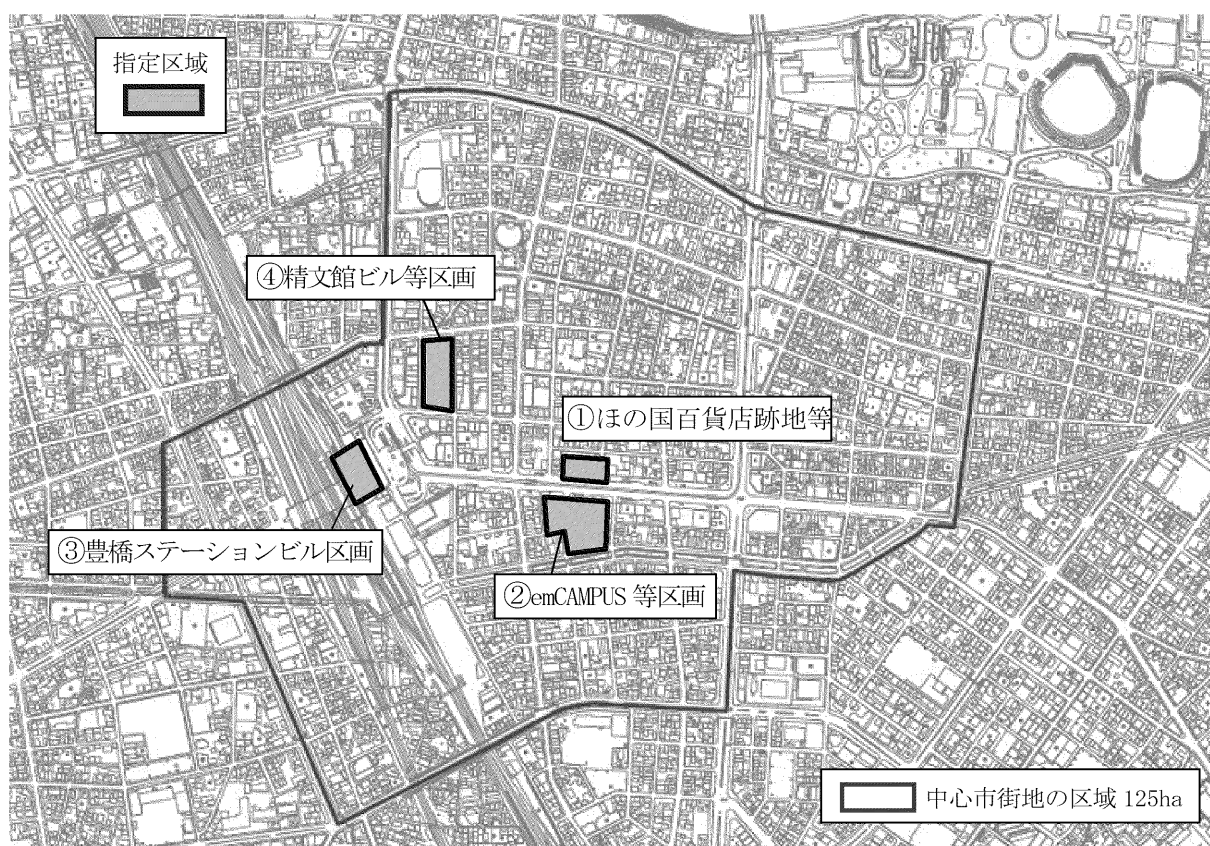 指定区域
④精文館ビル等区画
①ほの国百貨店跡地等
③豊橋ステーションビル区画
②emCAMPUS 等区画
中心市街地の区域 125ha